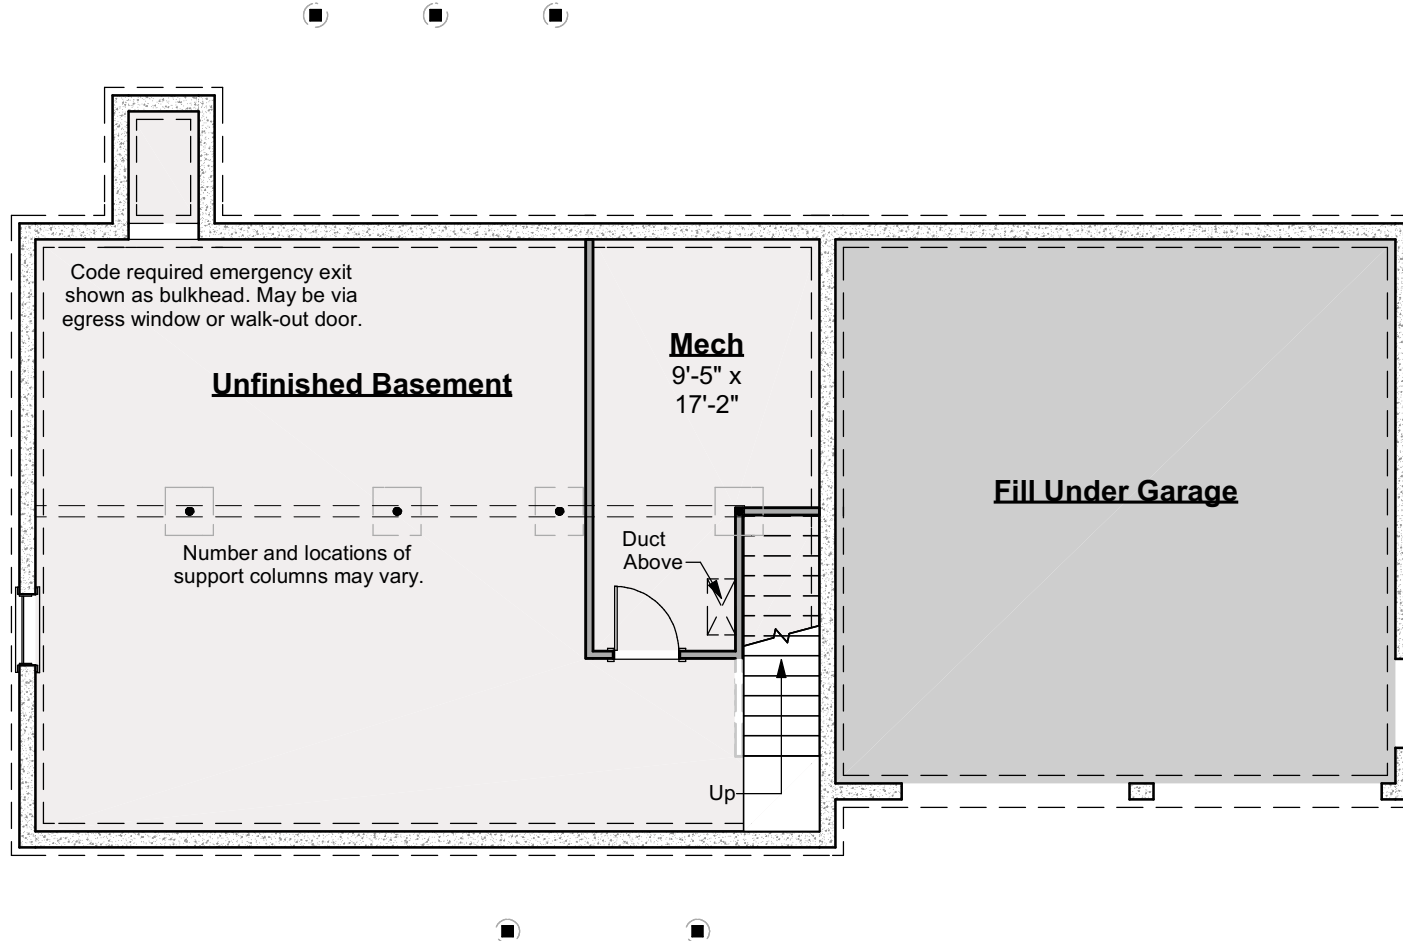 Code required emergency exit
shown as bulkhead. May be via
egress window or walk-out door.
Unfinished Basement
Mech
9'-5" x
17'-2"
Fill Under Garage
Number and locations of
support columns may vary.
Duct
Above
Up